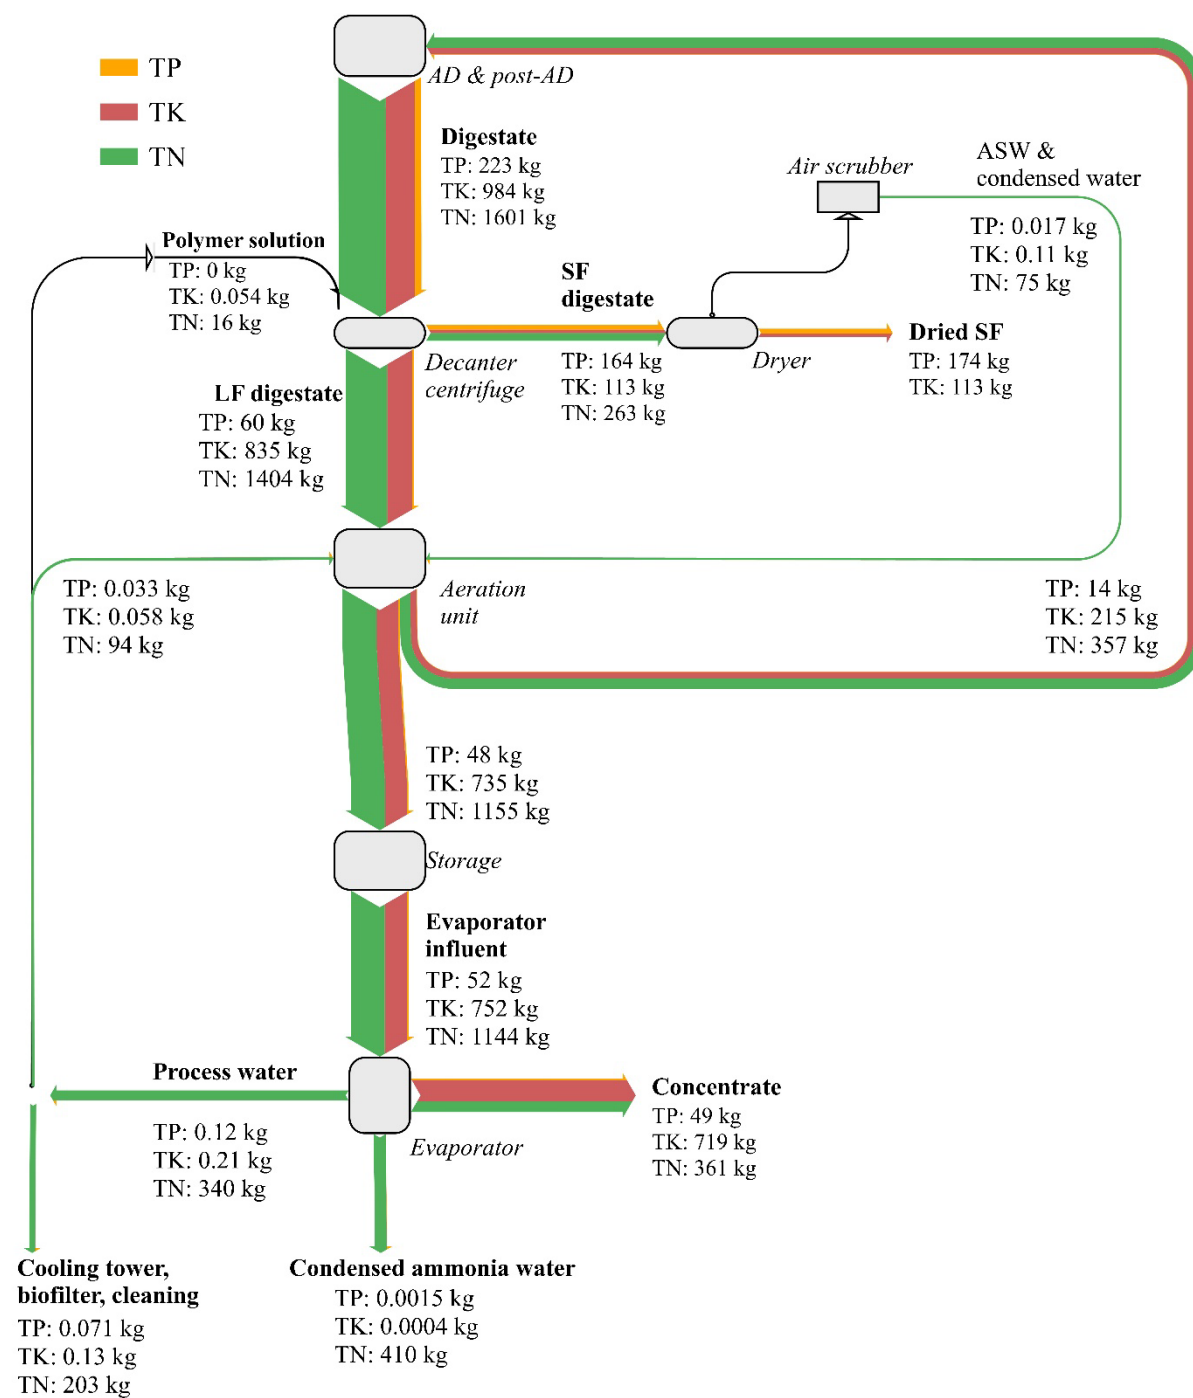 TP
TK
TN
AD & post-AD
Digestate
TP: 223 kg
TK: 984 kg
TN: 1601 kg
Air scrubber
ASW &
condensed water
TP: 0.017 kg
TK: 0.11 kg
TN: 75 kg
Polymer solution
TP: 0 kg
TK: 0.054 kg
TN: 16 kg
SF
digestate
TP: 164 kg
TK: 113 kg
TN: 263 kg
Decanter
centrifuge
Dryer
Dried SF
TP: 174 kg
TK: 113 kg
LF digestate
TP: 60 kg
TK: 835 kg
TN: 1404 kg
TP: 0.033 kg
TK: 0.058 kg
TN: 94 kg
Aeration
unit
TP: 14 kg
TK: 215 kg
TN: 357 kg
TP: 48 kg
TK: 735 kg
TN: 1155 kg
Storage
Evaporator
influent
TP: 52 kg
TK: 752 kg
TN: 1144 kg
Process water
TP: 0.12 kg
TK: 0.21 kg
TN: 340 kg
Evaporator
Concentrate
TP: 49 kg
TK: 719 kg
TN: 361 kg
Cooling tower,
biofilter, cleaning
TP: 0.071 kg
TK: 0.13 kg
TN: 203 kg
Condensed ammonia water
TP: 0.0015 kg
TK: 0.0004 kg
TN: 410 kg